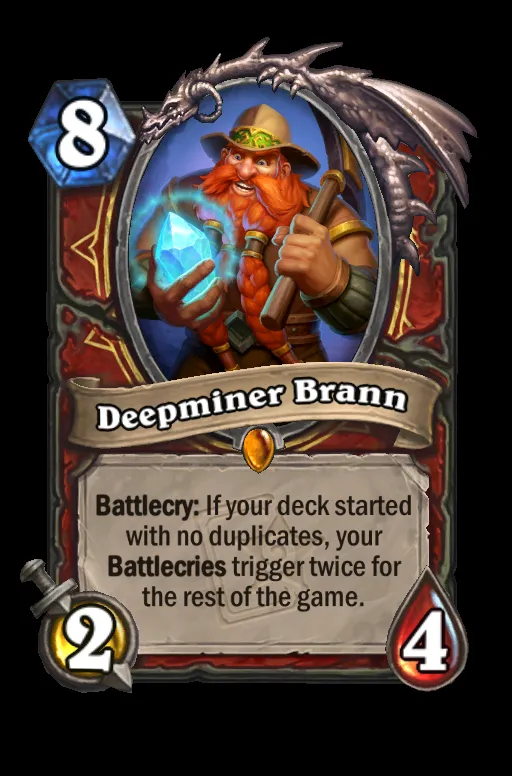 8
Deepminer Brann
Battlecry: If your deck started
with no duplicates, your
Battlecries trigger twice for
the rest of the game.
2
4